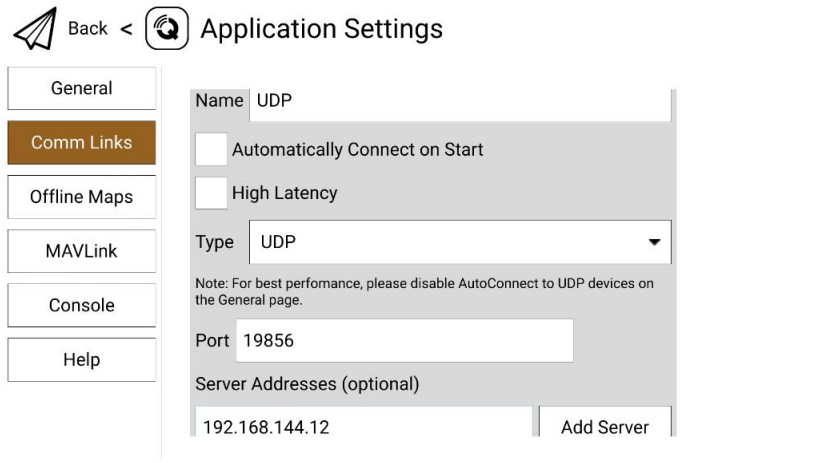 Back < Application Settings
General
Comm Links
Offline Maps
MAVLink
Console
Help
Name UDP
Automatically Connect on Start
High Latency
Type UDP
Note: For best perfomance, please disable AutoConnect to UDP devices on
the General page.
Port 19856
Server Addresses (optional)
192.168.144.12 Add Server